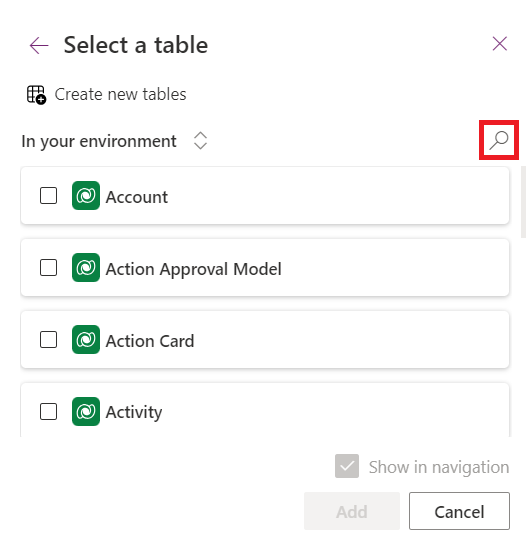 Select a table
Create new tables
In your environment
Account
Action Approval Model
Action Card
Activity
Show in navigation
Add
Cancel